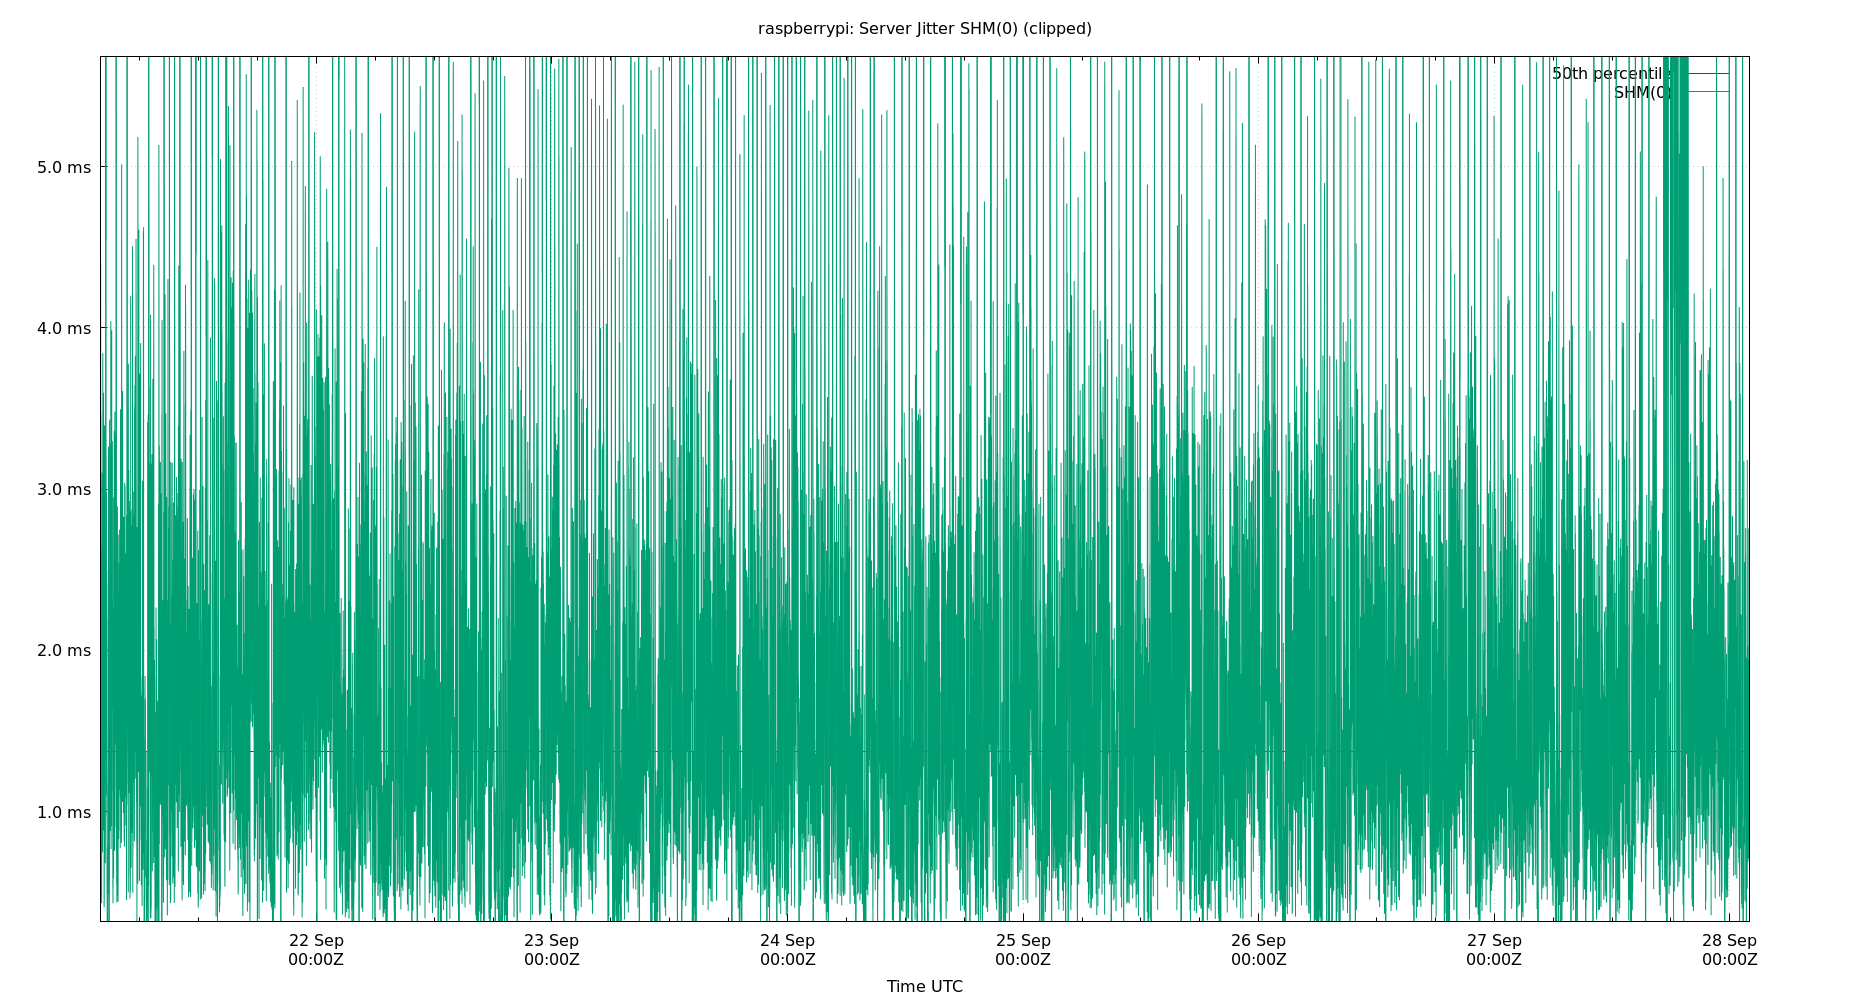 raspberrypi: Server Jitter SHM(0) (clipped)
50th percentile
SHM(0)
5.0 ms
4.0 ms
3.0 ms
2.0 ms
1.0 ms
22 Sep 23 Sep 24 Sep 25 Sep 26 Sep 27 Sep 28 Sep
00:00Z 00:00Z 00:00Z 00:00Z 00:00Z 00:00Z 00:00Z
Time UTC